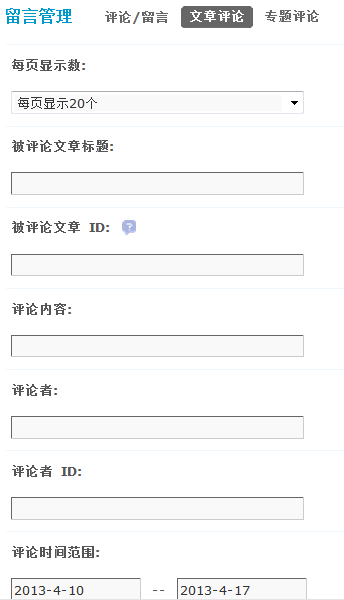 留言管理 评论/留言 文章评论 专题评论
每页显示数:
每页显示20个
被评论文章标题:
被评论文章 ID: ?
评论内容:
评论者:
评论者 ID:
评论时间范围:
2013-4-10 -- 2013-4-17